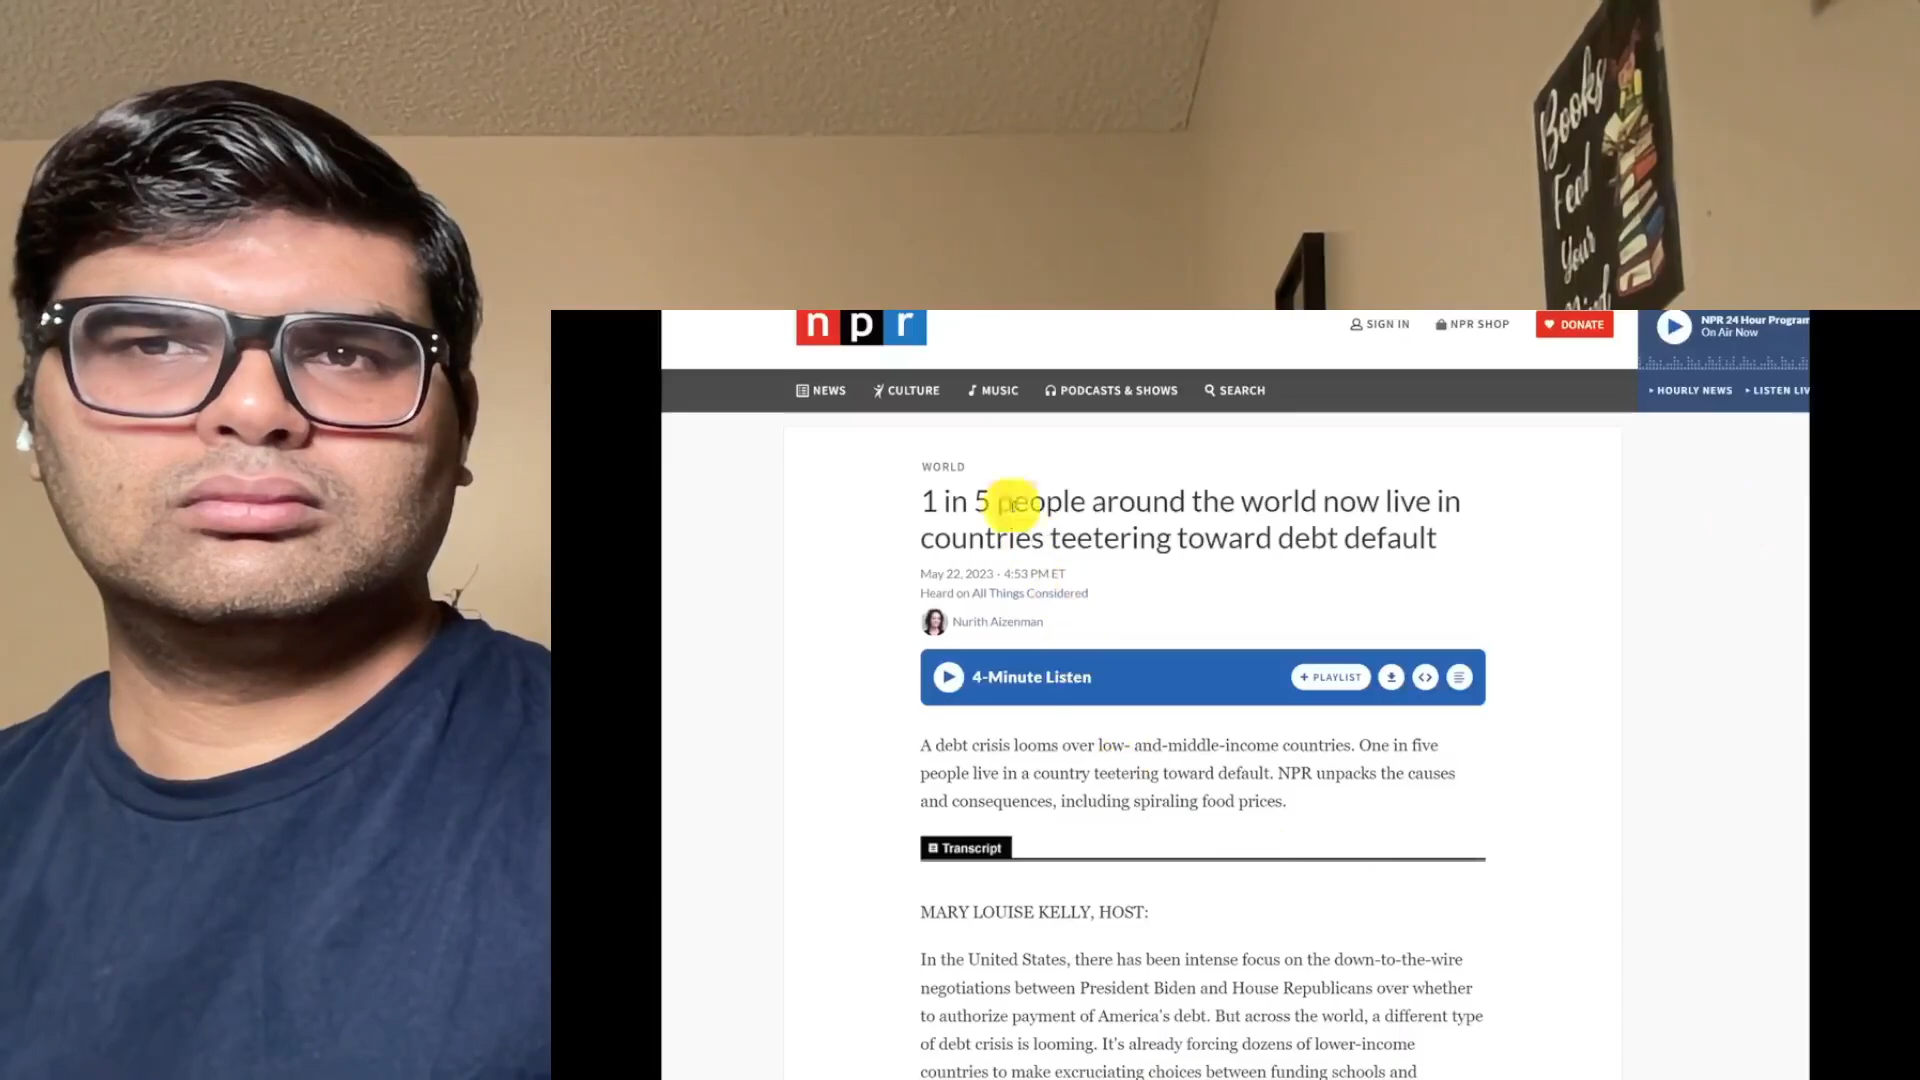 Books
Feed
Your
npr
SIGN IN
NPR SHOP
DONATE
NPR 24 Hour Program
On Air Now
NEWS
CULTURE
MUSIC
PODCASTS & SHOWS
SEARCH
HOURLY NEWS
LISTEN LIV
WORLD
1 in 5 people around the world now live in
countries teetering toward debt default
May 22, 2023 · 4:53 PM ET
Heard on All Things Considered
Nurith Aizenman
4-Minute Listen
+ PLAYLIST
A debt crisis looms over low- and-middle-income countries. One in five
people live in a country teetering toward default. NPR unpacks the causes
and consequences, including spiraling food prices.
Transcript
MARY LOUISE KELLY, HOST:
In the United States, there has been intense focus on the down-to-the-wire
negotiations between President Biden and House Republicans over whether
to authorize payment of America's debt. But across the world, a different type
of debt crisis is looming. It's already forcing dozens of lower-income
countries to make excruciating choices between funding schools and